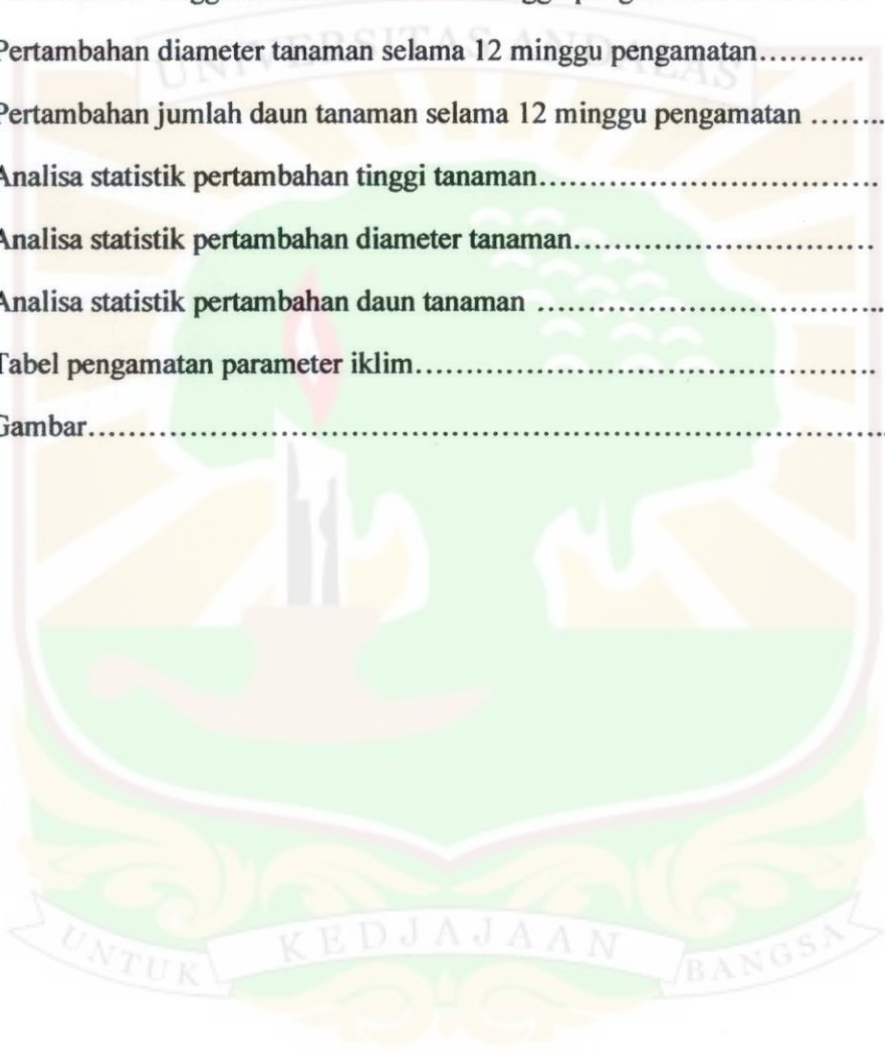 Pertambahan diameter tanaman selama 12 minggu pengamatan...........
Pertambahan jumlah daun tanaman selama 12 minggu pengamatan ........
Analisa statistik pertambahan tinggi tanaman.................................
Analisa statistik pertambahan diameter tanaman.............................
Analisa statistik pertambahan daun tanaman ..................................
Tabel pengamatan parameter iklim.............................................
Gambar..............................................................................
UNIVERSITAS ANDALAS
UNTUK KEDJAJAAN BANGSA